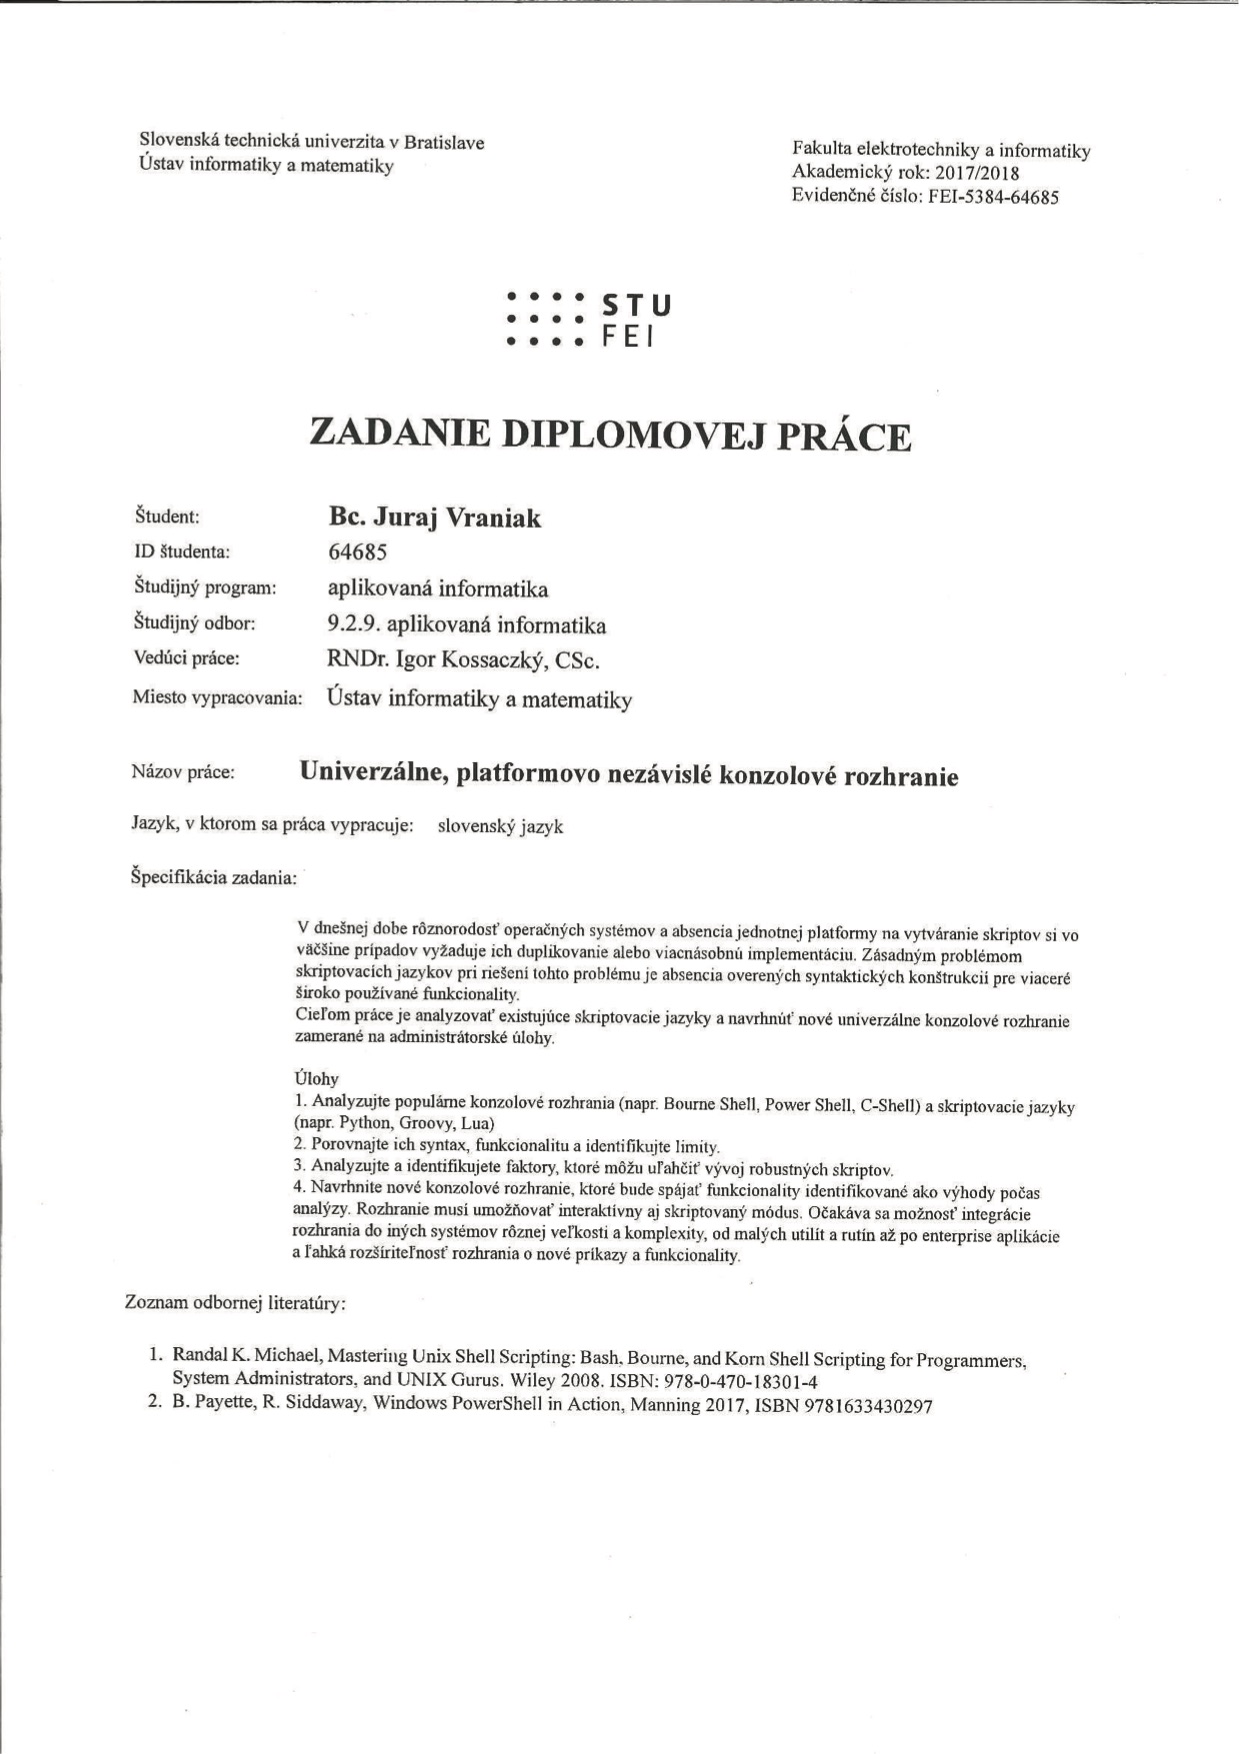 Slovenská technická univerzita v Bratislave
Ústav informatiky a matematiky
Fakulta elektrotechniky a informatiky
Akademický rok: 2017/2018
Evidenčné číslo: FEI-5384-64685
STU
FEI
ZADANIE DIPLOMOVEJ PRÁCE
Študent: Bc. Juraj Vraniak
ID študenta: 64685
Študijný program: aplikovaná informatika
Študijný odbor: 9.2.9. aplikovaná informatika
Vedúci práce: RNDr. Igor Kossaczký, CSc.
Miesto vypracovania: Ústav informatiky a matematiky
Názov práce: Univerzálne, platformovo nezávislé konzolové rozhranie
Jazyk, v ktorom sa práca vypracuje: slovenský jazyk
Špecifikácia zadania:
V dnešnej dobe rôznorodosť operačných systémov a absencia jednotnej platformy na vytváranie skriptov si vo
väčšine prípadov vyžaduje ich duplikovanie alebo viacnásobnú implementáciu. Zásadným problémom
skriptovacích jazykov pri riešení tohto problému je absencia overených syntaktických konštrukcií pre viaceré
široko používané funkcionality.
Cieľom práce je analyzovať existujúce skriptovacie jazyky a navrhnúť nové univerzálne konzolové rozhranie
zamerané na administrátorské úlohy.
Úlohy
1. Analyzujte populárne konzolové rozhrania (napr. Bourne Shell, Power Shell, C-Shell) a skriptovacie jazyky
(napr. Python, Groovy, Lua)
2. Porovnajte ich syntax, funkcionalitu a identifikujte limity.
3. Analyzujte a identifikujete faktory, ktoré môžu uľahčiť vývoj robustných skriptov.
4. Navrhnite nové konzolové rozhranie, ktoré bude spájať funkcionality identifikované ako výhody počas
analýzy. Rozhranie musí umožňovať interaktívny aj skriptovaný módus. Očakáva sa možnosť integrácie
rozhrania do iných systémov rôznej veľkosti a komplexity, od malých utilít a rutín až po enterprise aplikácie
a ľahká rozšíriteľnosť rozhrania o nové príkazy a funkcionality.
Zoznam odbornej literatúry:
1. Randal K. Michael, Mastering Unix Shell Scripting: Bash, Bourne, and Korn Shell Scripting for Programmers,
System Administrators, and UNIX Gurus. Wiley 2008. ISBN: 978-0-470-18301-4
2. B. Payette, R. Siddaway, Windows PowerShell in Action, Manning 2017, ISBN 9781633430297